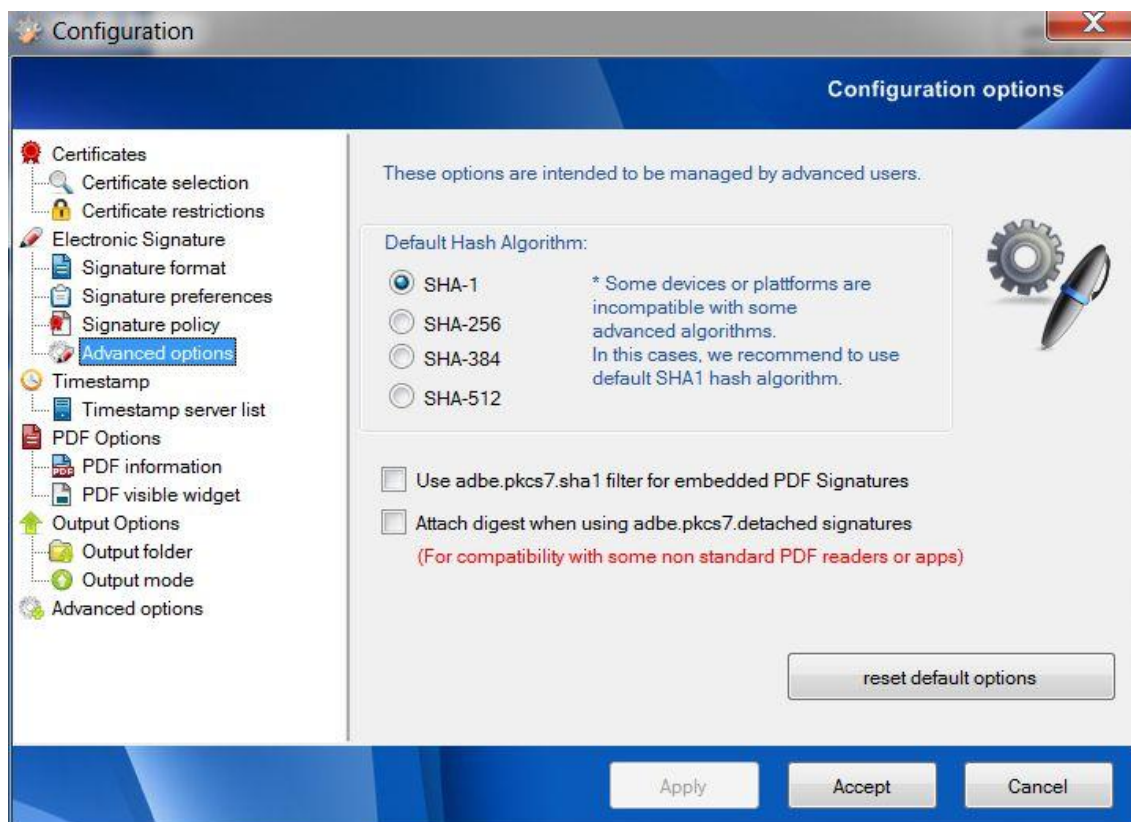 Configuration
Configuration options
Certificates
Certificate selection
Certificate restrictions
Electronic Signature
Signature format
Signature preferences
Signature policy
Advanced options
Timestamp
Timestamp server list
PDF Options
PDF information
PDF visible widget
Output Options
Output folder
Output mode
Advanced options
These options are intended to be managed by advanced users.
Default Hash Algorithm:
SHA-1
SHA-256
SHA-384
SHA-512
* Some devices or plattforms are
incompatible with some
advanced algorithms.
In this cases, we recommend to use
default SHA1 hash algorithm.
Use adbe.pkcs7.sha1 filter for embedded PDF Signatures
Attach digest when using adbe.pkcs7.detached signatures
(For compatibility with some non standard PDF readers or apps)
reset default options
Apply
Accept
Cancel